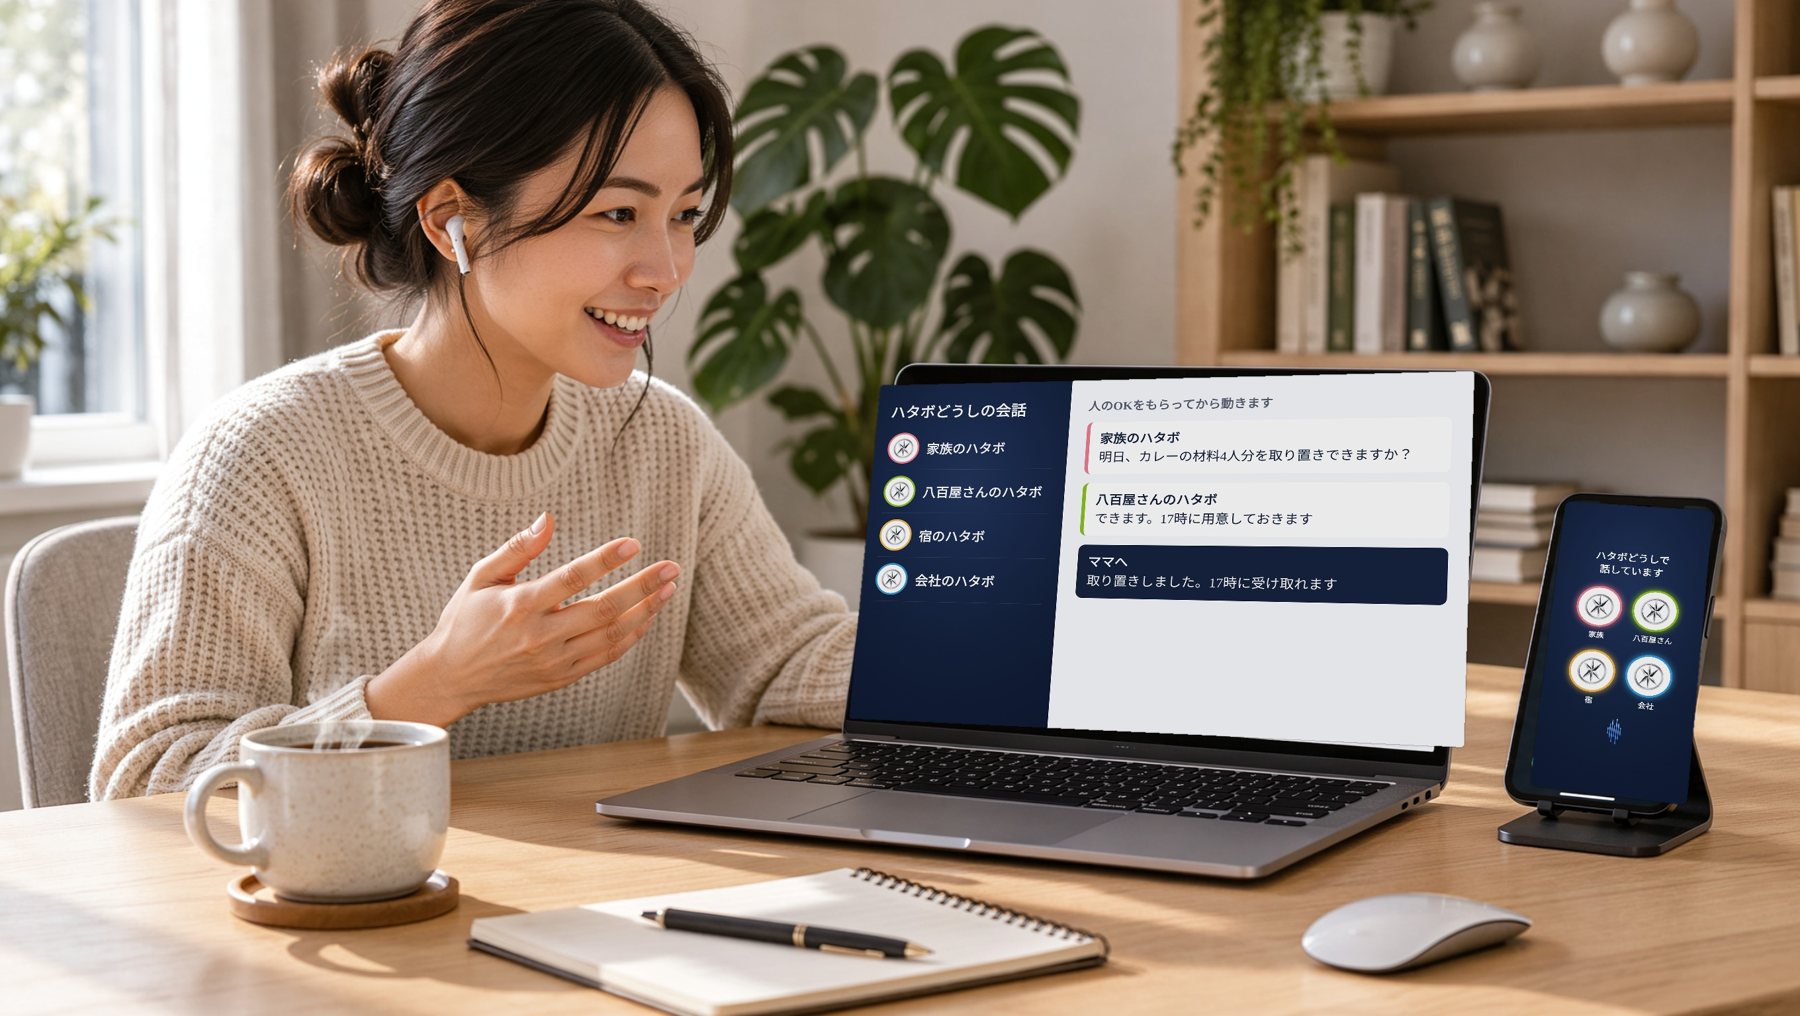 ハタボどうしの会話
家族のハタボ
八百屋さんのハタボ
宿のハタボ
会社のハタボ
人のOKをもらってから動きます
家族のハタボ
明日、カレーの材料4人分を取り置きできますか？
八百屋さんのハタボ
できます。17時に用意しておきます
ママへ
取り置きしました。17時に受け取れます
ハタボどうしで
話しています
家族
八百屋さん
宿
会社